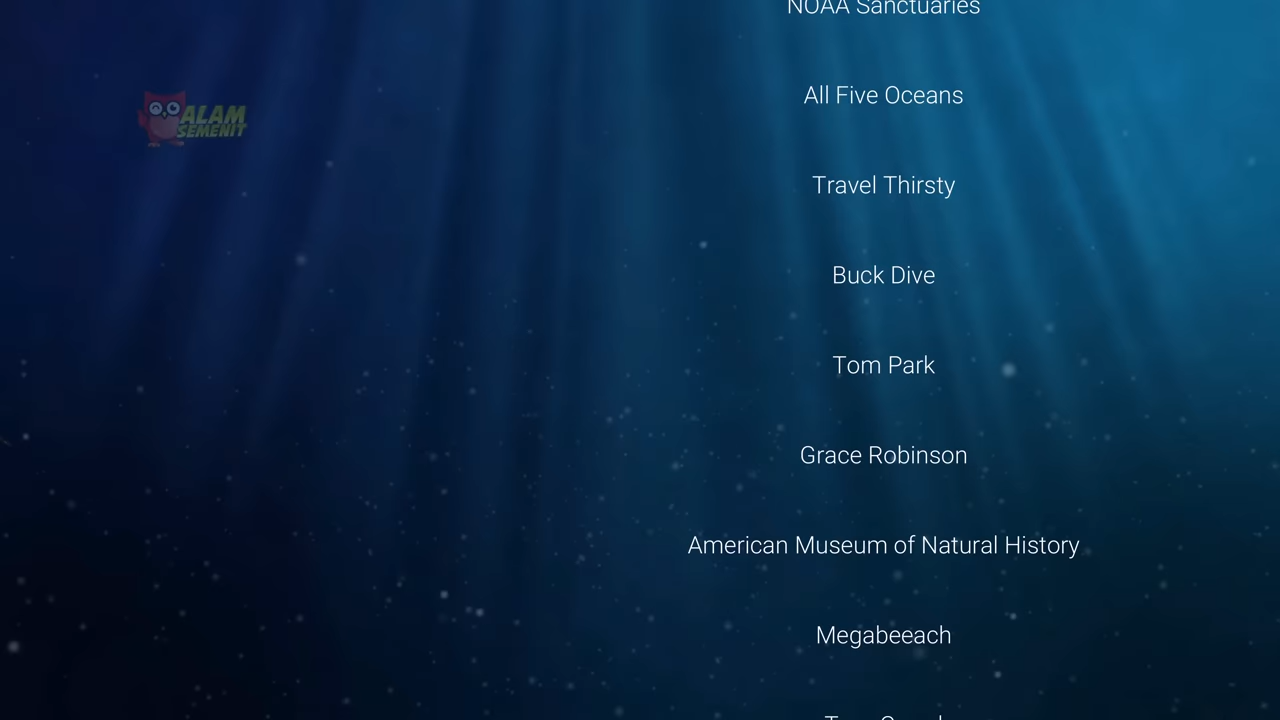 NOAA Sanctuaries
ALAM
SEMENIT
All Five Oceans
Travel Thirsty
Buck Dive
Tom Park
Grace Robinson
American Museum of Natural History
Megabeeach